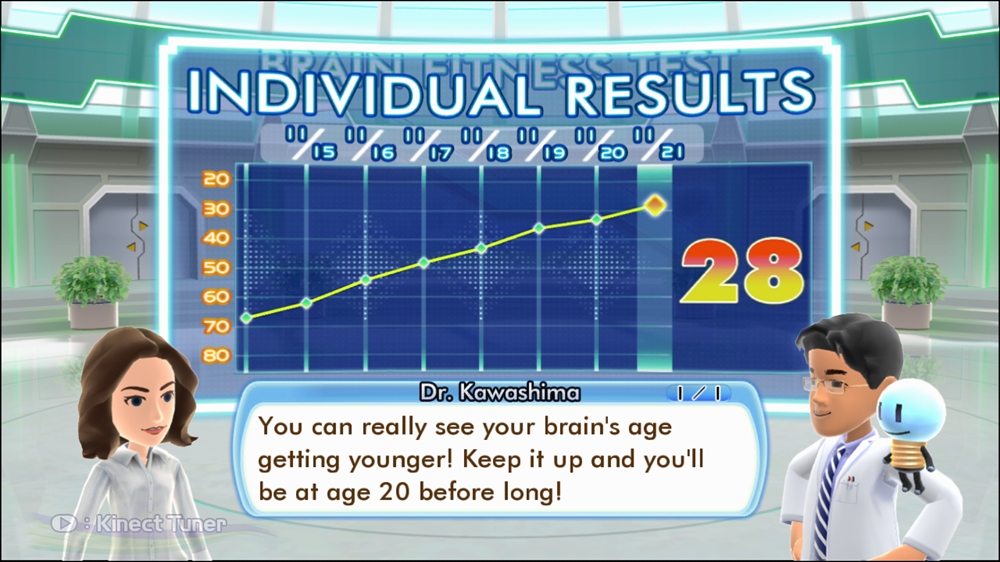 BRAIN FITNESS TEST
INDIVIDUAL RESULTS
11/15 11/16 11/17 11/18 11/19 11/20 11/21
20
30
40
50
60
70
80
28
Dr. Kawashima
1/1
You can really see your brain's age
getting younger! Keep it up and you'll
be at age 20 before long!
: Kinect Tuner